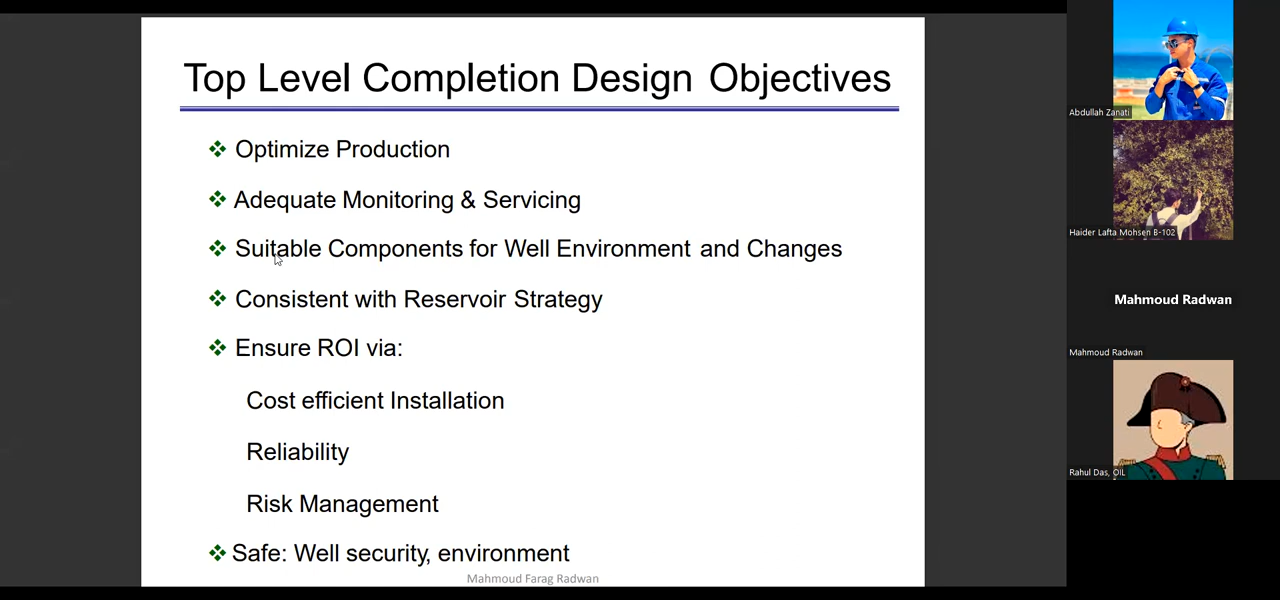 Top Level Completion Design Objectives
Optimize Production
Adequate Monitoring & Servicing
Suitable Components for Well Environment and Changes
Consistent with Reservoir Strategy
Ensure ROI via:
Cost efficient Installation
Reliability
Risk Management
Safe: Well security, environment
Mahmoud Farag Radwan
Abdullah Zanati
Haider Lafta Mohsen B-102
Mahmoud Radwan
Mahmoud Radwan
Rahul Das, OIL